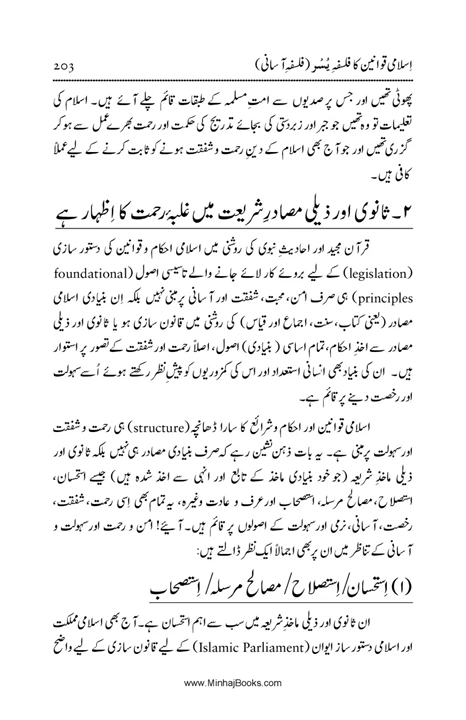 اِسلامی قوانین کا فلسفہِ یُسْر (فلسفہِ آسانی)
۲۰۳
پھوٹی تھیں اور جس پر صدیوں سے امتِ مسلمہ کے طبقات قائم چلے آئے ہیں۔ اسلام کی
تعلیمات تو وہ تھیں جو جبر اور زبردستی کی بجائے تدریج کی حکمت اور رحمت بھرے عمل سے ہو کر
گزری تھیں اور جو آج بھی اسلام کے دینِ رحمت و شفقت ہونے کو ثابت کرنے کے لیے عملاً
کافی ہیں۔
۲۔ ثانوی اور ذیلی مصادرِ شریعت میں غلبۂ رحمت کا اِظہار ہے
قرآن مجید اور احادیثِ نبوی کی روشنی میں اسلامی احکام و قوانین کی دستور سازی
(legislation) کے لیے بروئے کار لائے جانے والے تاسیسی اصول (foundational
principles) ہی صرف امن، محبت، شفقت اور آسانی پر مبنی نہیں بلکہ اِن بنیادی اسلامی
مصادر (یعنی کتاب، سنت، اجماع اور قیاس) کی روشنی میں قانون سازی ہو یا ثانوی اور ذیلی
مصادر سے اخذِ احکام، تمام اساسی (بنیادی) اصول، اصلاً رحمت اور شفقت کے تصور پر استوار
ہیں۔ ان کی بنیاد بھی انسانی استعداد اور اس کی کمزوریوں کو پیشِ نظر رکھتے ہوئے اُسے سہولت
اور رخصت دینے پر قائم ہے۔
اسلامی قوانین اور احکام و شرائع کا سارا ڈھانچہ (structure) ہی رحمت و شفقت
اور سہولت پر مبنی ہے۔ یہ بات ذہن نشین رہے کہ صرف بنیادی مصادر ہی نہیں بلکہ ثانوی اور
ذیلی ماخذِ شریعہ (جو خود بنیادی ماخذ کے تابع اور انہی سے اخذ شدہ ہیں) جیسے استحسان،
استصلاح، مصالح مرسلہ، استصحاب اور عرف و عادت وغیرہ، یہ تمام بھی اِسی رحمت، شفقت،
رخصت، آسانی، نرمی اور سہولت کے اصولوں پر قائم ہیں۔ آیئے! امن و رحمت اور سہولت و
آسانی کے تناظر میں ان پر بھی اجمالاً ایک نظر ڈالتے ہیں:
(۱) اِستحسان/اِستصلاح/ مصالح مرسلہ/ اِستصحاب
ان ثانوی اور ذیلی ماخذِ شریعہ میں سب سے اہم استحسان ہے۔ آج بھی اسلامی مملکت
اور اسلامی دستور ساز ایوان (Islamic Parliament) کے لیے قانون سازی کے لیے واضح
www.MinhajBooks.com